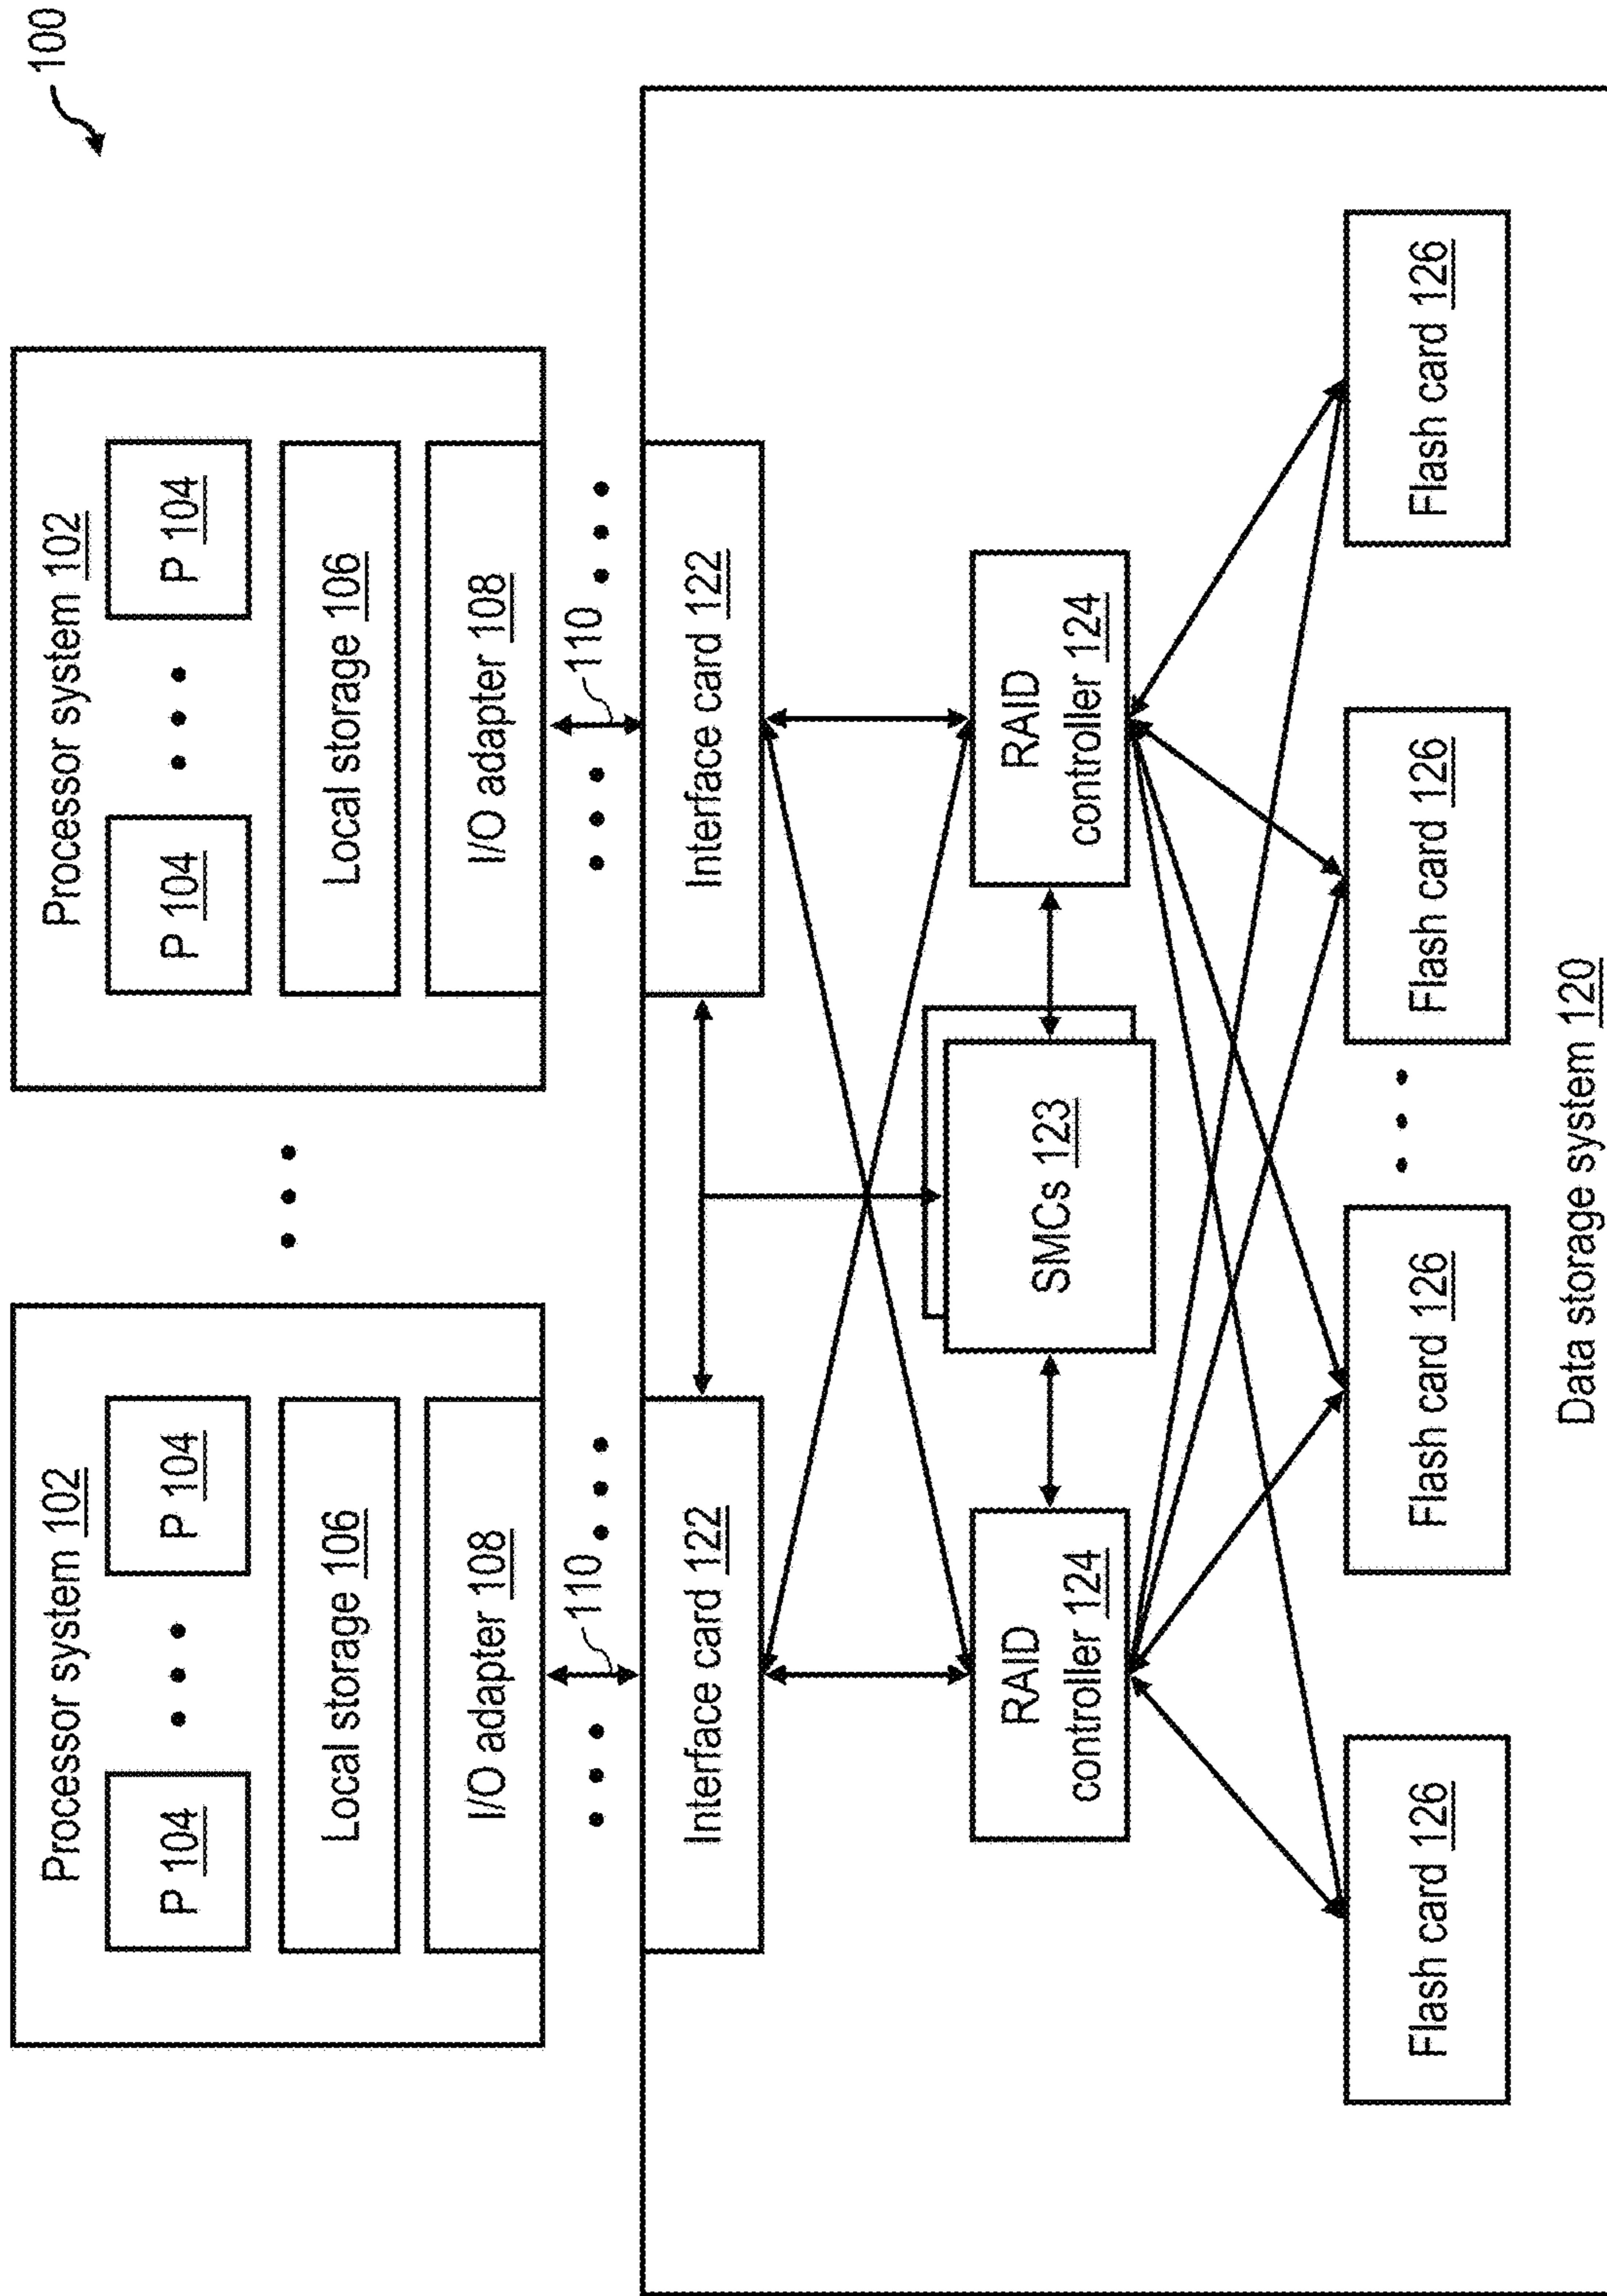 100
Processor system 102
P 104
P 104
Local storage 106
I/O adapter 108
110
Processor system 102
P 104
P 104
Local storage 106
I/O adapter 108
110
Interface card 122
Interface card 122
RAID
controller 124
SMCs 123
RAID
controller 124
Flash card 126
Flash card 126
Flash card 126
Flash card 126
Data storage system 120